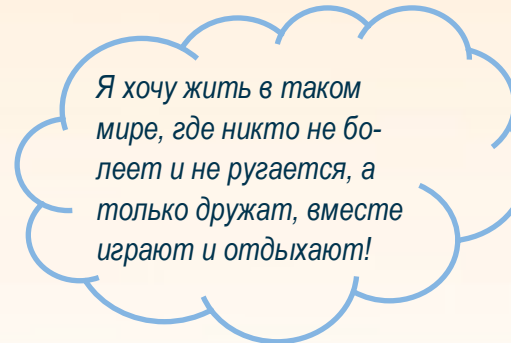 Я хочу жить в таком
мире, где никто не бо-
леет и не ругается, а
только дружат, вместе
играют и отдыхают!